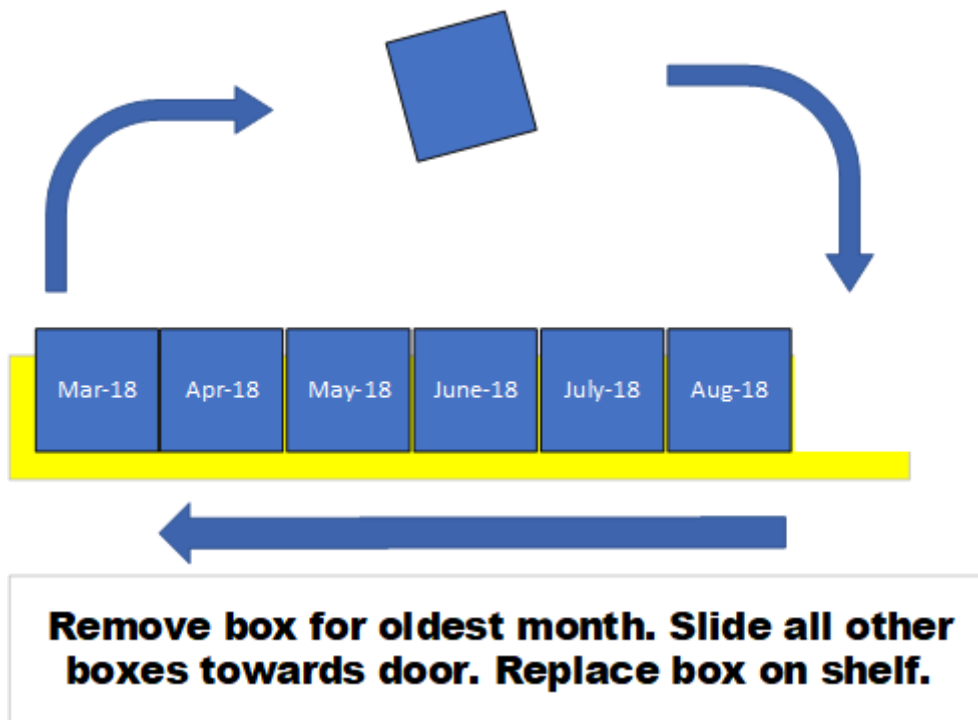 Mar-18 Apr-18 May-18 June-18 July-18 Aug-18
Remove box for oldest month. Slide all other
boxes towards door. Replace box on shelf.